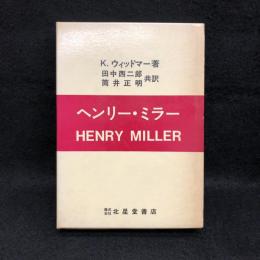 K. ウィッドマー著
田中西二郎
筒井正明 共訳
ヘンリー・ミラー
HENRY MILLER
株式会社 北星堂書店